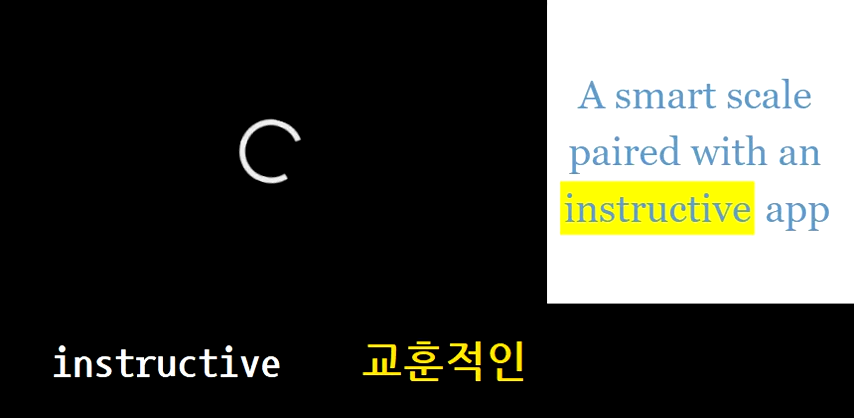 A smart scale
paired with an
instructive app
instructive 교훈적인